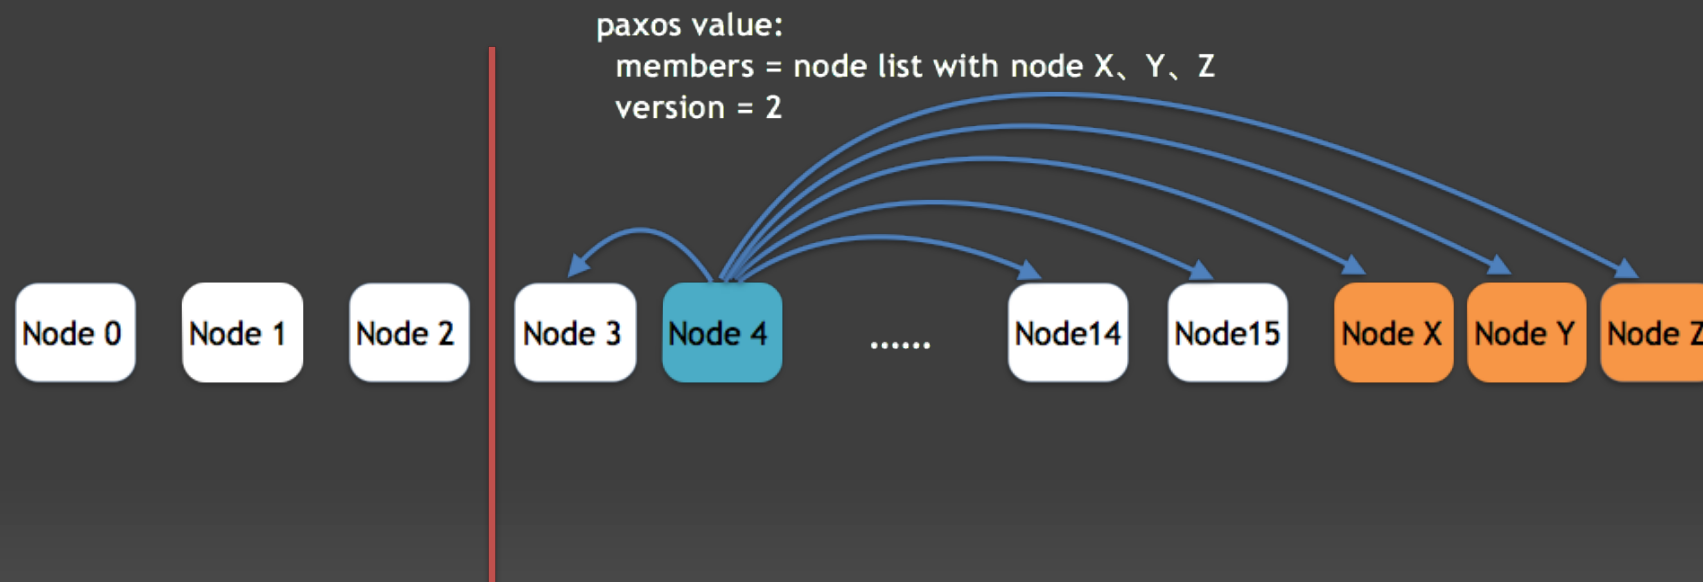 paxos value:
members = node list with node X、Y、Z
version = 2
Node 0
Node 1
Node 2
Node 3
Node 4
......
Node14
Node15
Node X
Node Y
Node Z